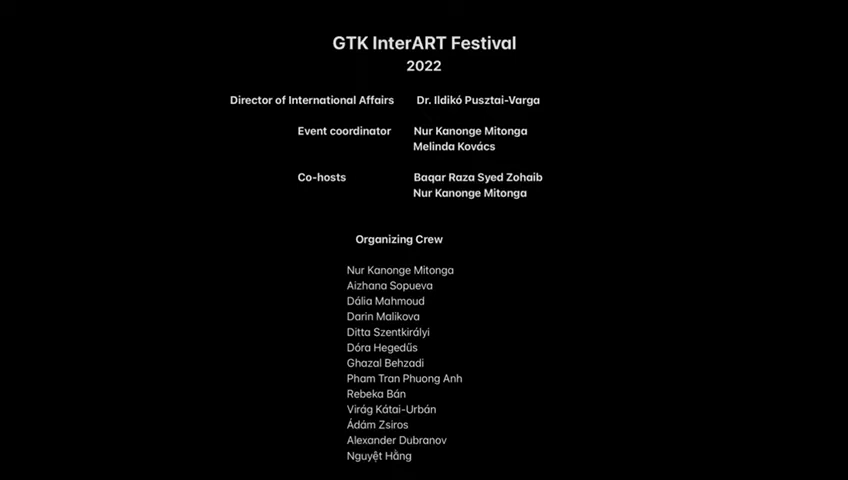 GTK InterART Festival
2022
Director of International Affairs Dr. Ildikó Pusztai-Varga
Event coordinator Nur Kanonge Mitonga
Melinda Kovács
Co-hosts Baqar Raza Syed Zohaib
Nur Kanonge Mitonga
Organizing Crew
Nur Kanonge Mitonga
Aizhana Sopueva
Dália Mahmoud
Darin Malikova
Ditta Szentkirályi
Dóra Hegedűs
Ghazal Behzadi
Pham Tran Phuong Anh
Rebeka Bán
Virág Kátai-Urbán
Ádám Zsiros
Alexander Dubranov
Nguyệt Hằng